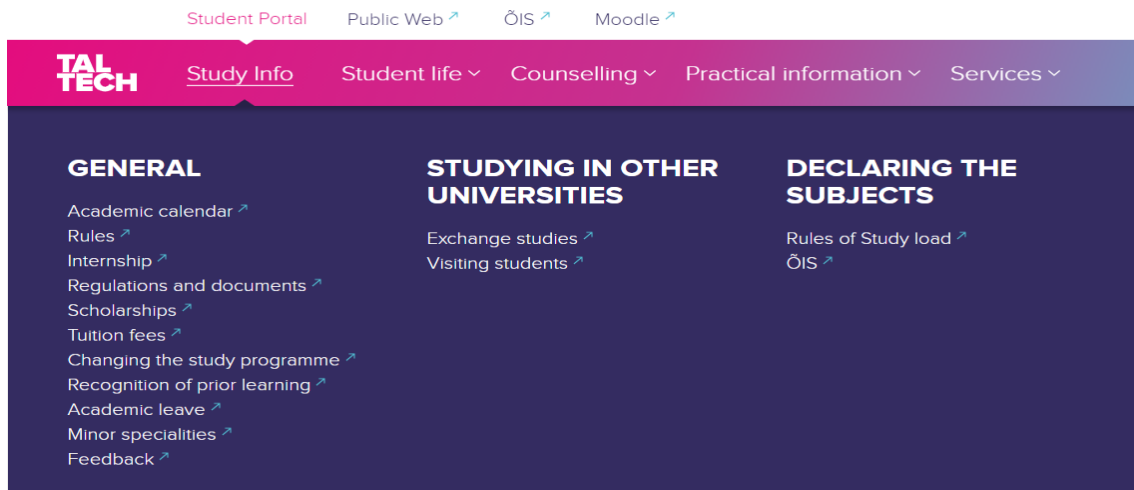 Student Portal Public Web ÕIS Moodle
TAL
TECH
Study Info Student life Counselling Practical information Services
GENERAL
Academic calendar
Rules
Internship
Regulations and documents
Scholarships
Tuition fees
Changing the study programme
Recognition of prior learning
Academic leave
Minor specialities
Feedback
STUDYING IN OTHER
UNIVERSITIES
Exchange studies
Visiting students
DECLARING THE
SUBJECTS
Rules of Study load
ÕIS